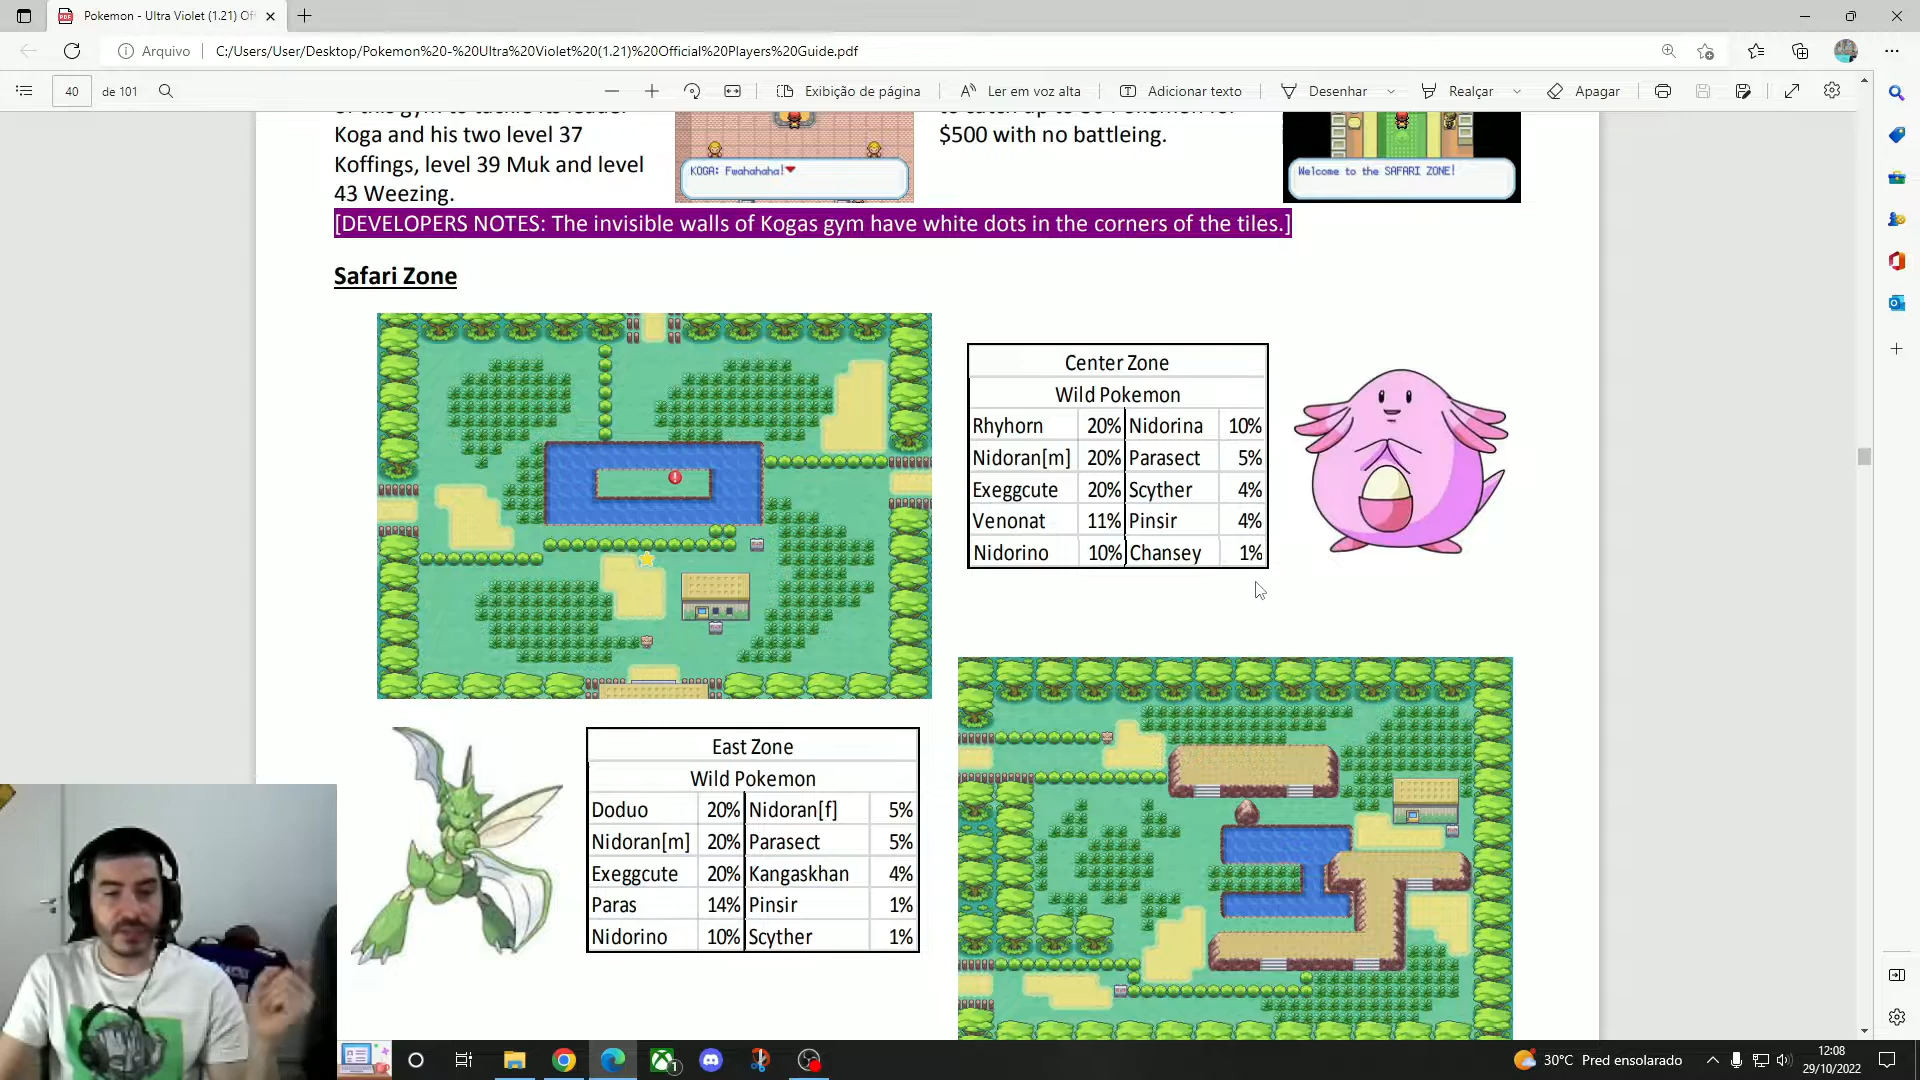 Pokemon - Ultra Violet (1.21) Off
Arquivo
C:/Users/User/Desktop/Pokemon%20-%20Ultra%20Violet%20(1.21)%20Official%20Players%20Guide.pdf
40 de 101
Exibição de página
Ler em voz alta
Adicionar texto
Desenhar
Realçar
Apagar
Koga and his two level 37
Koffings, level 39 Muk and level
43 Weezing.
KOGA: Fwahahaha!
$500 with no battleing.
Welcome to the SAFARI ZONE!
[DEVELOPERS NOTES: The invisible walls of Kogas gym have white dots in the corners of the tiles.]
Safari Zone
Center Zone
Wild Pokemon
Rhyhorn 20% Nidorina 10%
Nidoran[m] 20% Parasect 5%
Exeggcute 20% Scyther 4%
Venonat 11% Pinsir 4%
Nidorino 10% Chansey 1%
East Zone
Wild Pokemon
Doduo 20% Nidoran[f] 5%
Nidoran[m] 20% Parasect 5%
Exeggcute 20% Kangaskhan 4%
Paras 14% Pinsir 1%
Nidorino 10% Scyther 1%
30°C Pred ensolarado
12:08
29/10/2022